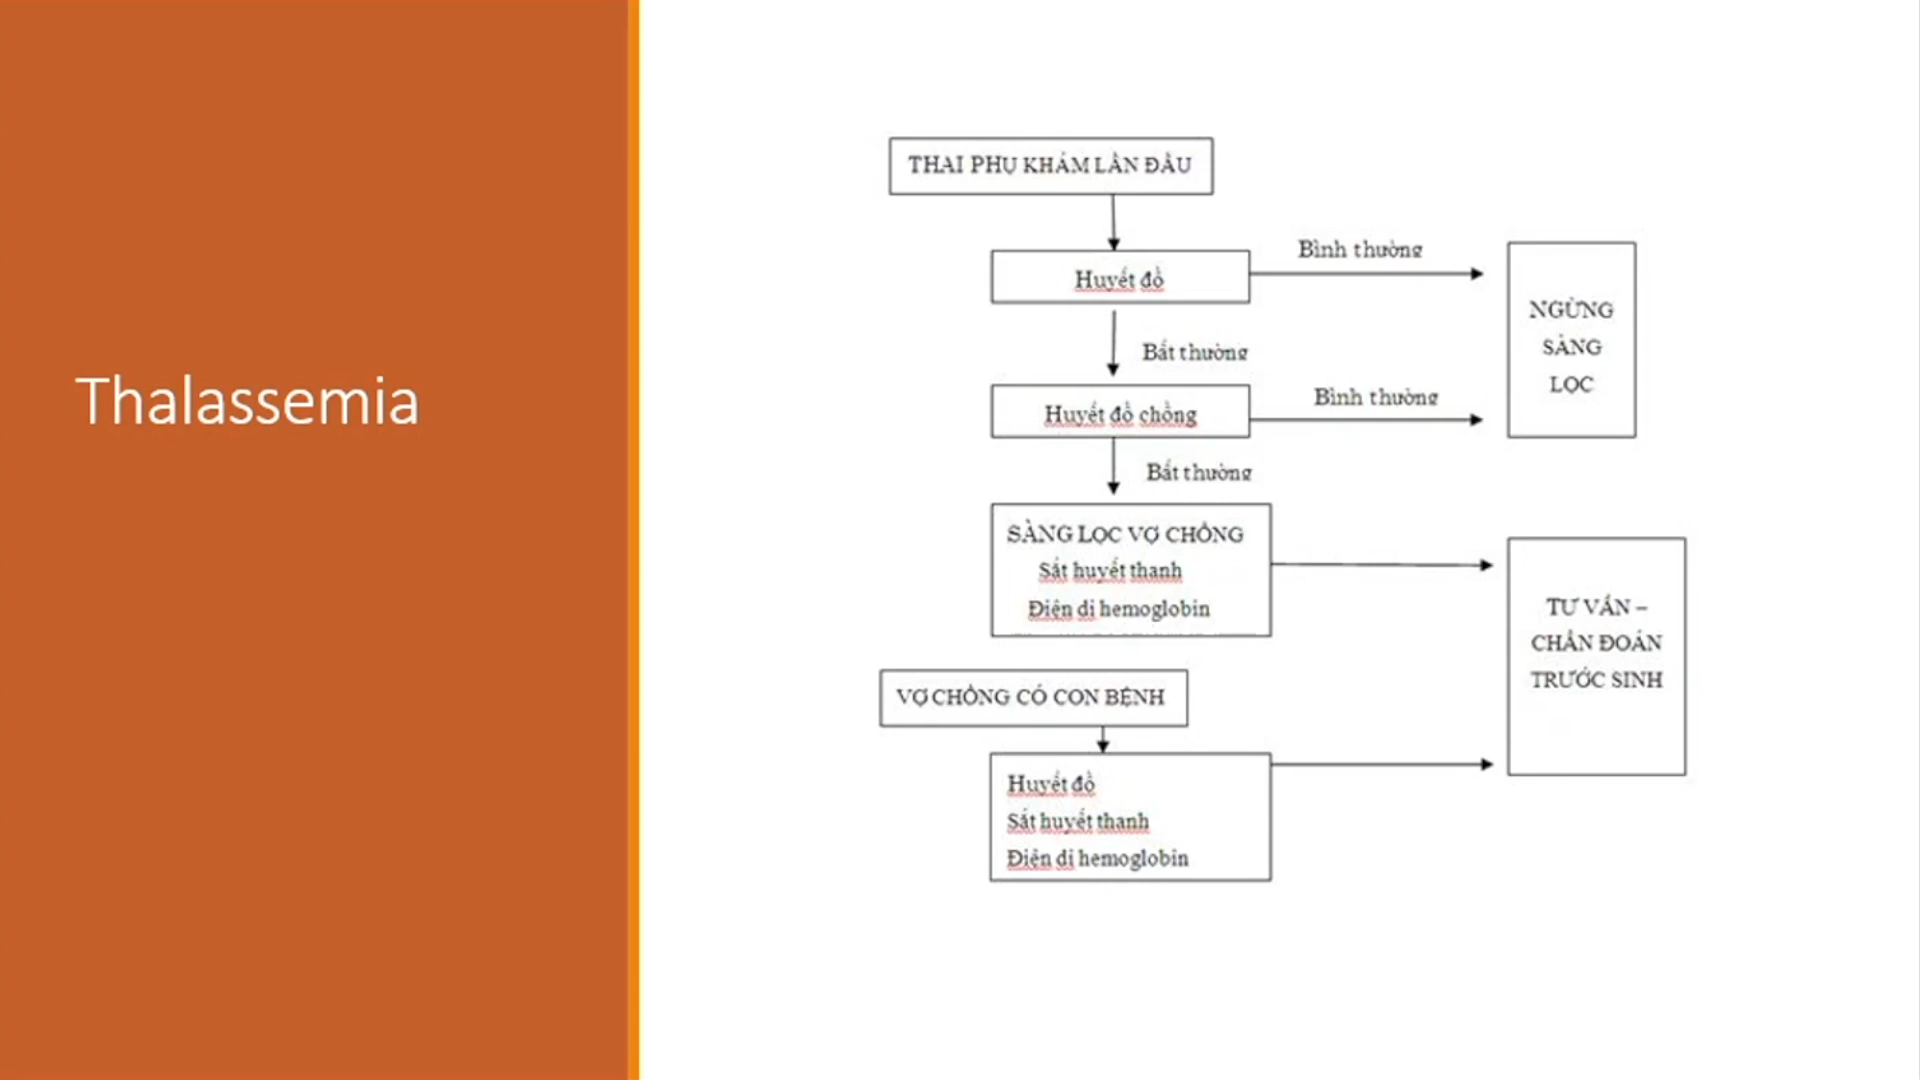 Thalassemia
THAI PHỤ KHÁM LẦN ĐẦU
Huyết đồ
Bình thường
NGỪNG
SÀNG
LỌC
Bất thường
Huyết đồ chồng
Bình thường
Bất thường
SÀNG LỌC VỢ CHỒNG
Sắt huyết thanh
Điện di hemoglobin
TƯ VẤN –
CHẨN ĐOÁN
TRƯỚC SINH
VỢ CHỒNG CÓ CON BỆNH
Huyết đồ
Sắt huyết thanh
Điện di hemoglobin